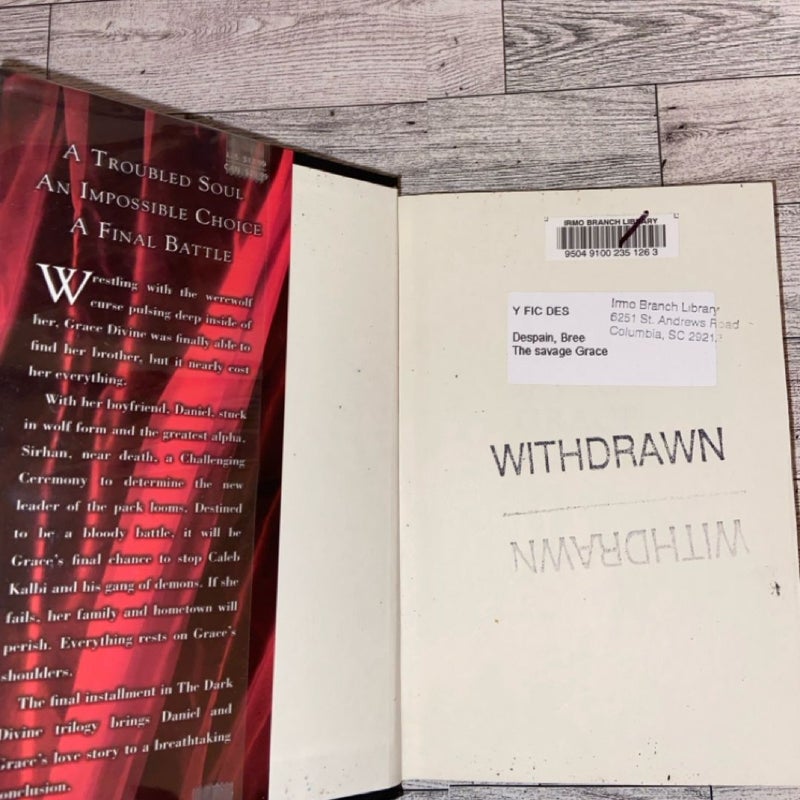 A TROUBLED SOUL
AN IMPOSSIBLE CHOICE
A FINAL BATTLE
Wrestling with the werewolf
curse pulsing deep inside of
her, Grace Divine was finally able to
find her brother, but it nearly cost
her everything.
With her boyfriend, Daniel, stuck
in wolf form and the greatest alpha,
Sirhan, near death, a Challenging
Ceremony to determine the new
leader of the pack looms. Destined
to be a bloody battle, it will be
Grace's final chance to stop Caleb
Kalbi and his gang of demons. If she
fails, her family and hometown will
perish. Everything rests on Grace's
shoulders.
The final installment in The Dark
Divine trilogy brings Daniel and
Grace's love story to a breathtaking
conclusion.
IRMO BRANCH LIBRARY
9504 9100 235 126 3
Y FIC DES
Despain, Bree
The savage Grace
Irmo Branch Library
6251 St. Andrews Road
Columbia, SC 2921
WITHDRAWN
WITHDRAWN